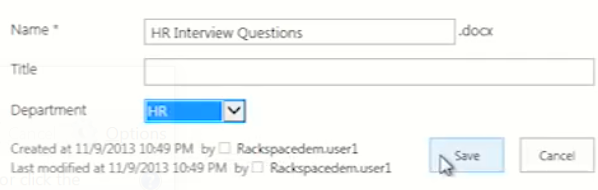 Name * HR Interview Questions .docx
Title
Department HR
Options
Created at 11/9/2013 10:49 PM by Rackspacedem.user1
Last modified at 11/9/2013 10:49 PM by Rackspacedem.user1
Save Cancel
or click the